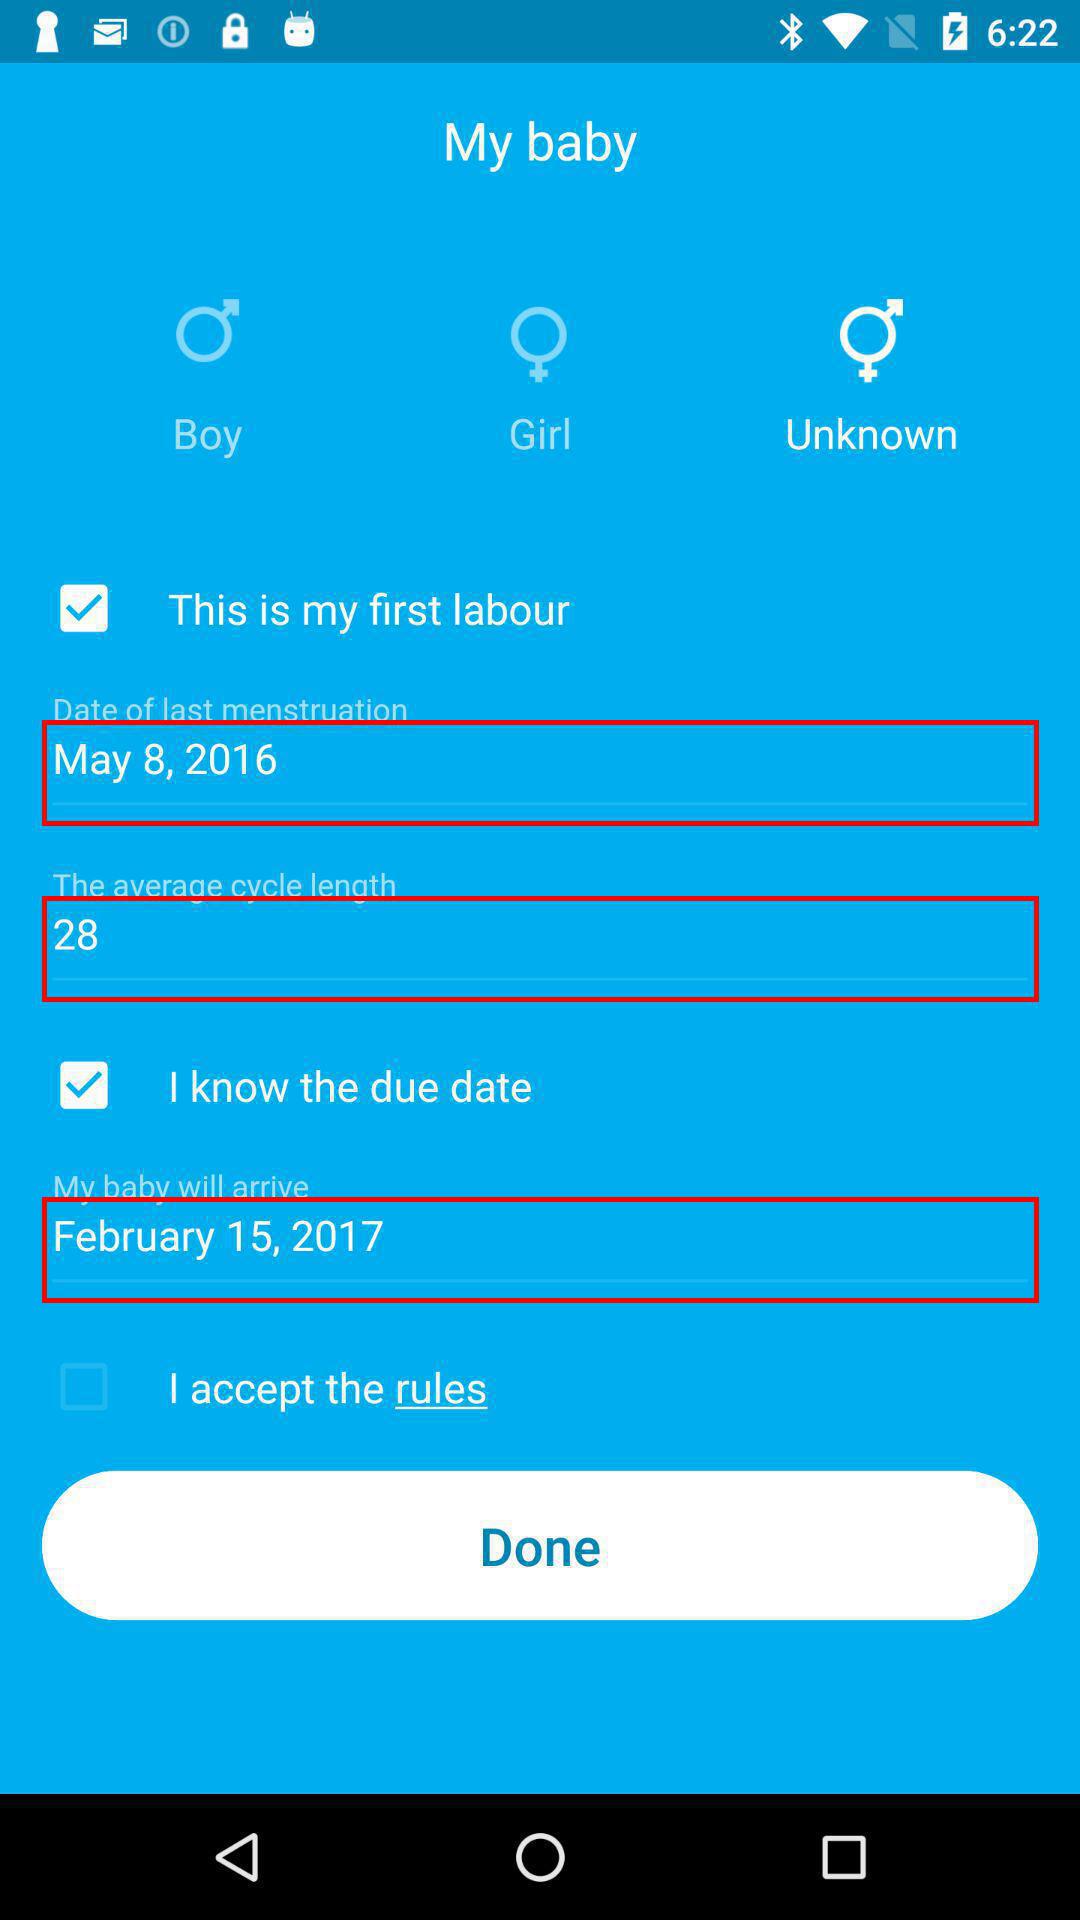 6:22
My baby
Boy Girl Unknown
This is my first labour
Date of last menstruation
May 8, 2016
The average cycle length
28
I know the due date
My baby will arrive
February 15, 2017
I accept the rules
Done